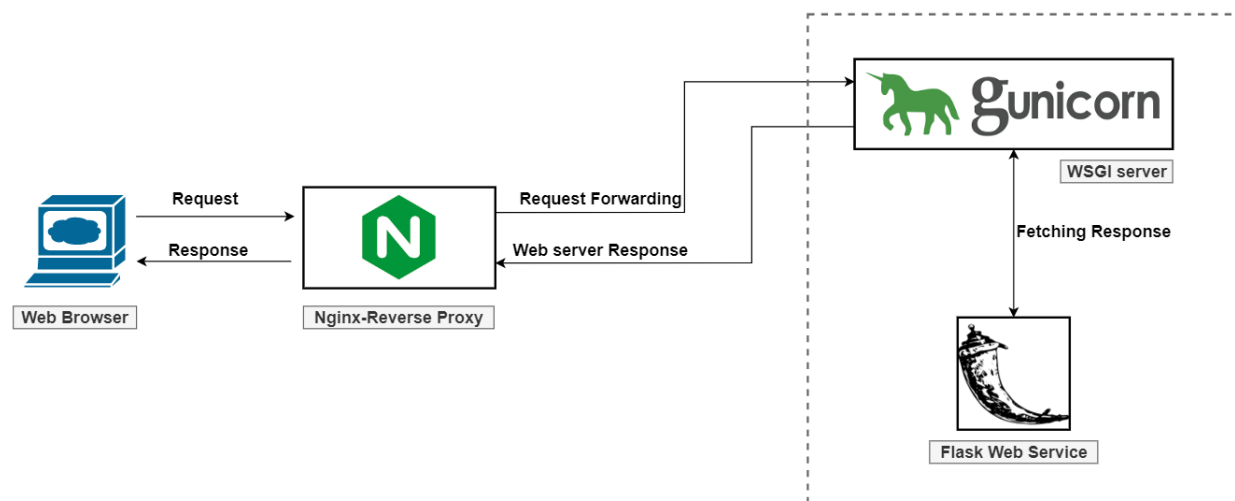 gunicorn
WSGI server
Request
Request Forwarding
Fetching Response
Response
Web server Response
Web Browser
N
Nginx-Reverse Proxy
Flask Web Service